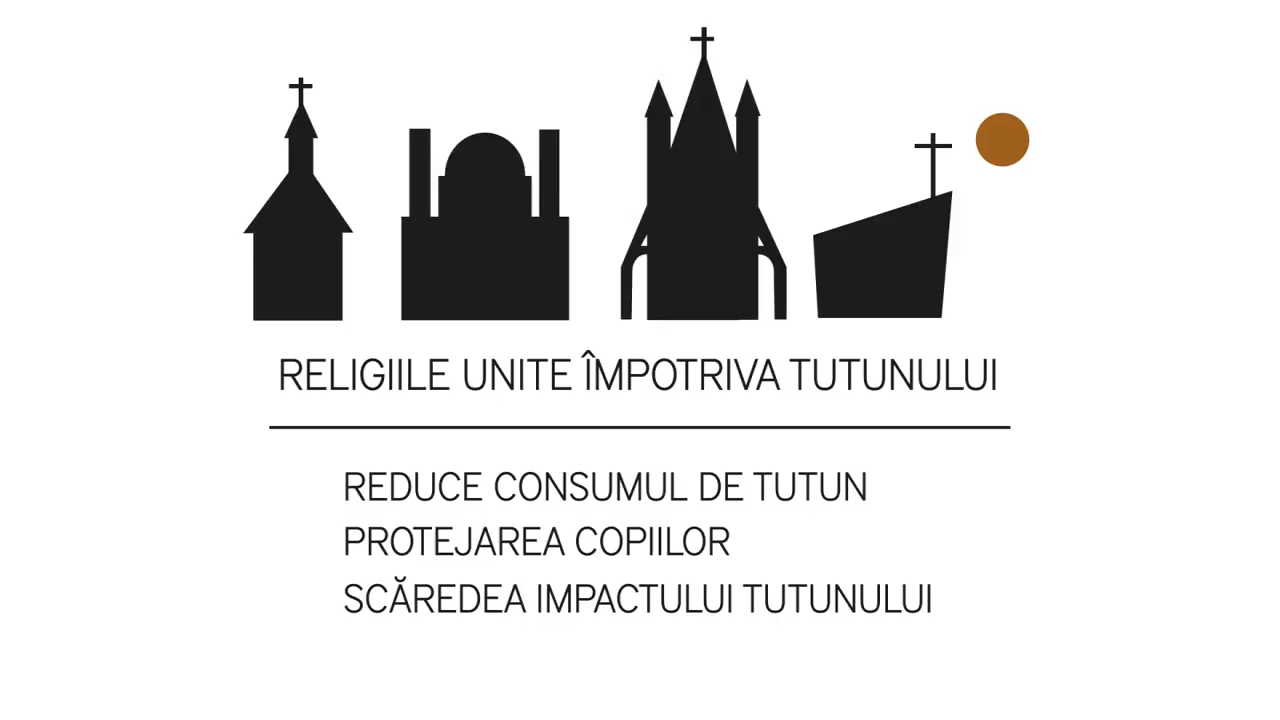 RELIGIILE UNITE ÎMPOTRIVA TUTUNULUI
REDUCE CONSUMUL DE TUTUN
PROTEJAREA COPIILOR
SCĂREDEA IMPACTULUI TUTUNULUI